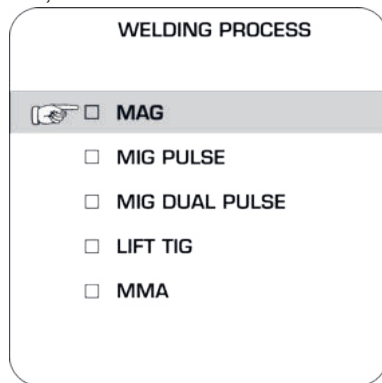 WELDING PROCESS
MAG
MIG PULSE
MIG DUAL PULSE
LIFT TIG
MMA